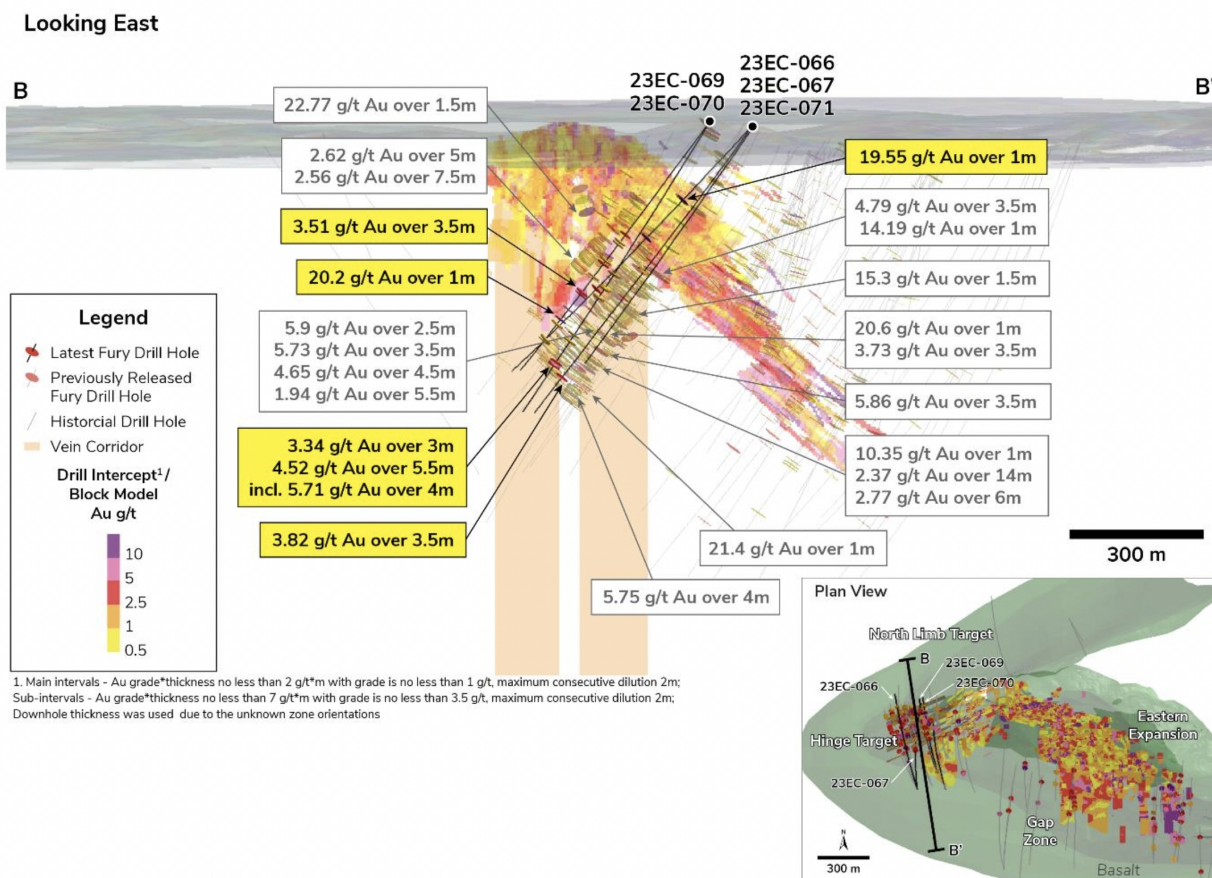 Looking East
B
B'
23EC-069
23EC-070
23EC-066
23EC-067
23EC-071
22.77 g/t Au over 1.5m
2.62 g/t Au over 5m
2.56 g/t Au over 7.5m
3.51 g/t Au over 3.5m
20.2 g/t Au over 1m
5.9 g/t Au over 2.5m
5.73 g/t Au over 3.5m
4.65 g/t Au over 4.5m
1.94 g/t Au over 5.5m
3.34 g/t Au over 3m
4.52 g/t Au over 5.5m
incl. 5.71 g/t Au over 4m
3.82 g/t Au over 3.5m
19.55 g/t Au over 1m
4.79 g/t Au over 3.5m
14.19 g/t Au over 1m
15.3 g/t Au over 1.5m
20.6 g/t Au over 1m
3.73 g/t Au over 3.5m
5.86 g/t Au over 3.5m
10.35 g/t Au over 1m
2.37 g/t Au over 14m
2.77 g/t Au over 6m
21.4 g/t Au over 1m
5.75 g/t Au over 4m
300 m
Legend
Latest Fury Drill Hole
Previously Released
Fury Drill Hole
Historcial Drill Hole
Vein Corridor
Drill Intercept¹/
Block Model
Au g/t
10
5
2.5
1
0.5
1. Main intervals - Au grade*thickness no less than 2 g/t*m with grade is no less than 1 g/t, maximum consecutive dilution 2m;
Sub-intervals - Au grade*thickness no less than 7 g/t*m with grade is no less than 3.5 g/t, maximum consecutive dilution 2m;
Downhole thickness was used due to the unknown zone orientations
Plan View
North Limb Target
B
23EC-069
23EC-070
23EC-066
Hinge Target
Eastern
Expansion
23EC-067
Gap
Zone
B'
N
300 m
Basalt